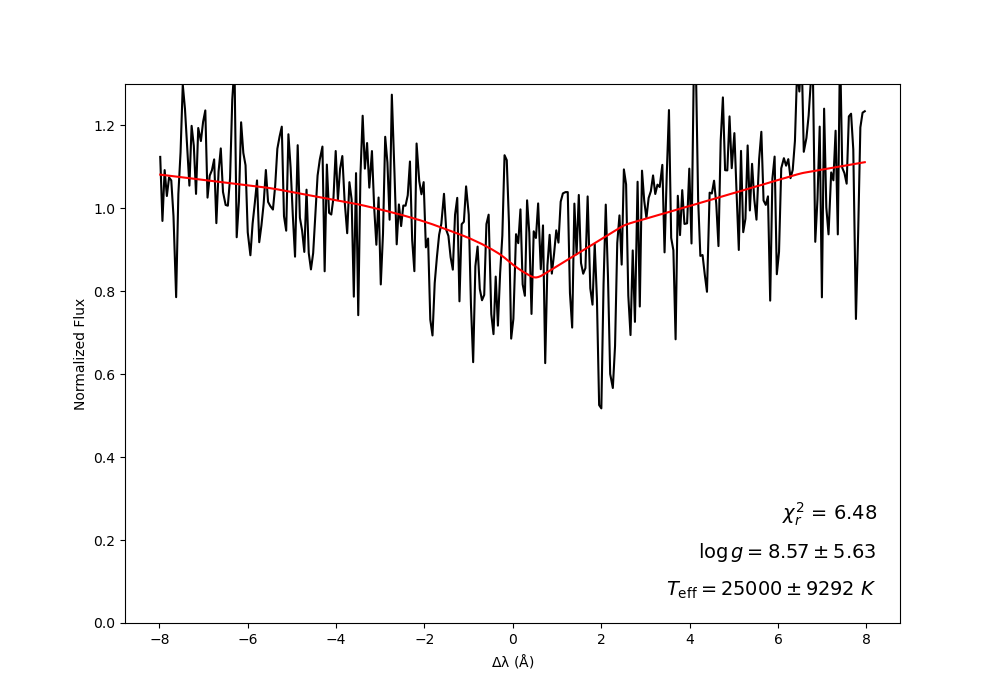 1.2
1.0
0.8
0.6
0.4
0.2
0.0
Normalized Flux
χ²ᵣ = 6.48
log g = 8.57 ± 5.63
T_eff = 25000 ± 9292 K
−8 −6 −4 −2 0 2 4 6 8
Δλ (Å)